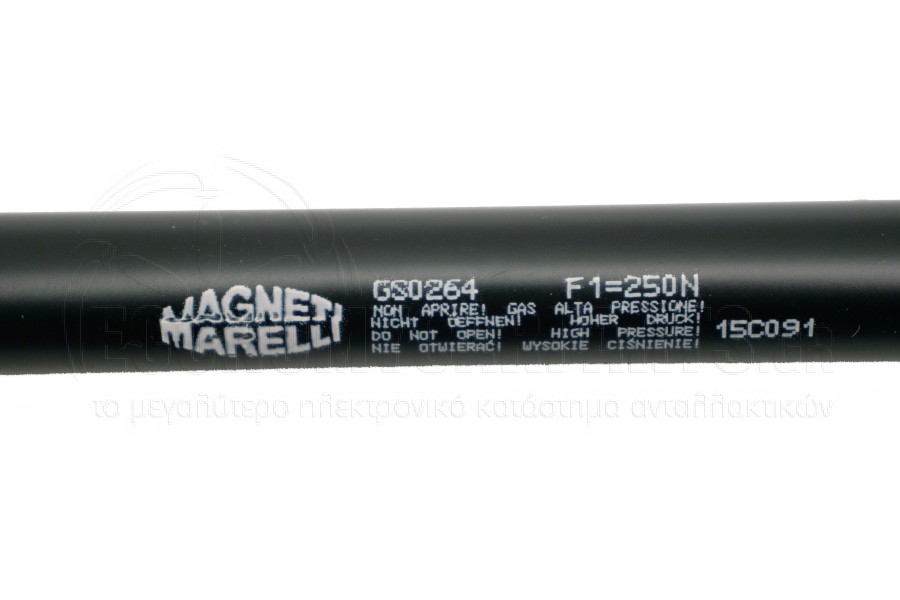 MAGNETI
MARELLI
GS0264 F1=250N
NON APRIRE! GAS ALTA PRESSIONE!
NICHT OEFFNEN! HOHER DRUCK!
DO NOT OPEN! HIGH PRESSURE!
NIE OTWIERAĆ! WYSOKIE CIŚNIENIE!
15C091
το μεγαλύτερο ηλεκτρονικό κατάστημα ανταλλακτικών